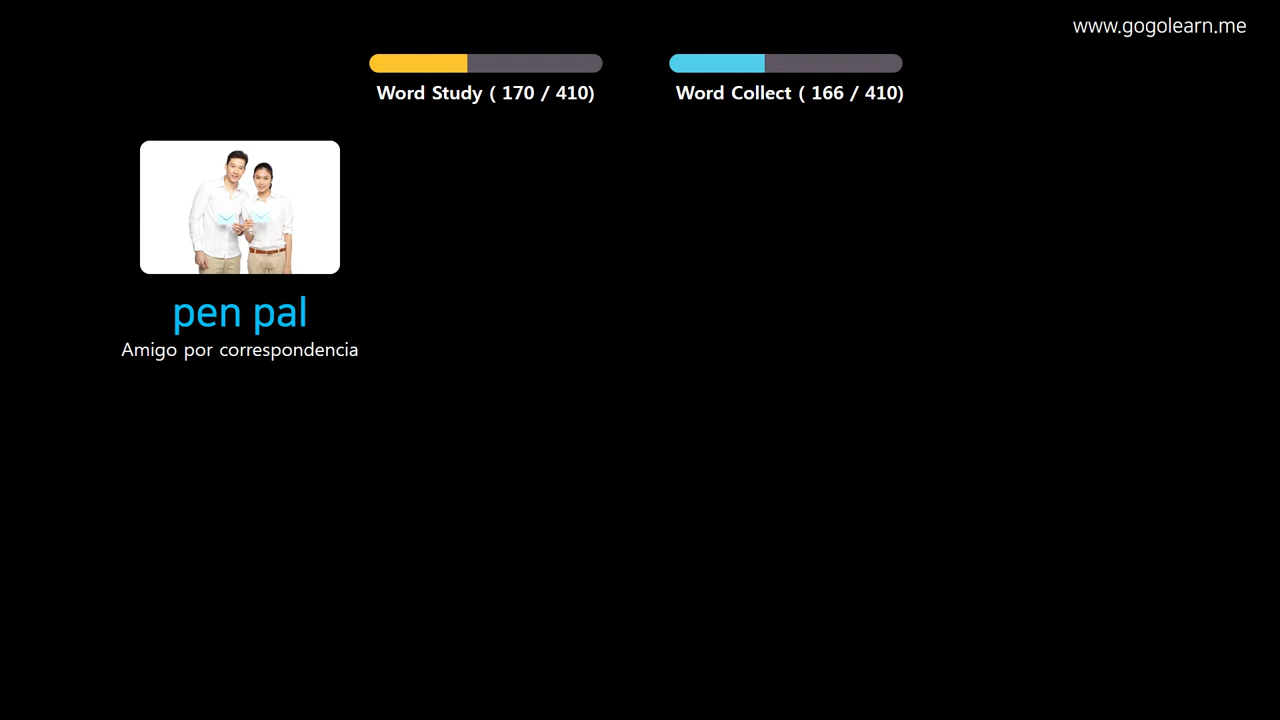 www.gogolearn.me
Word Study ( 170 / 410)
Word Collect ( 166 / 410)
pen pal
Amigo por correspondencia